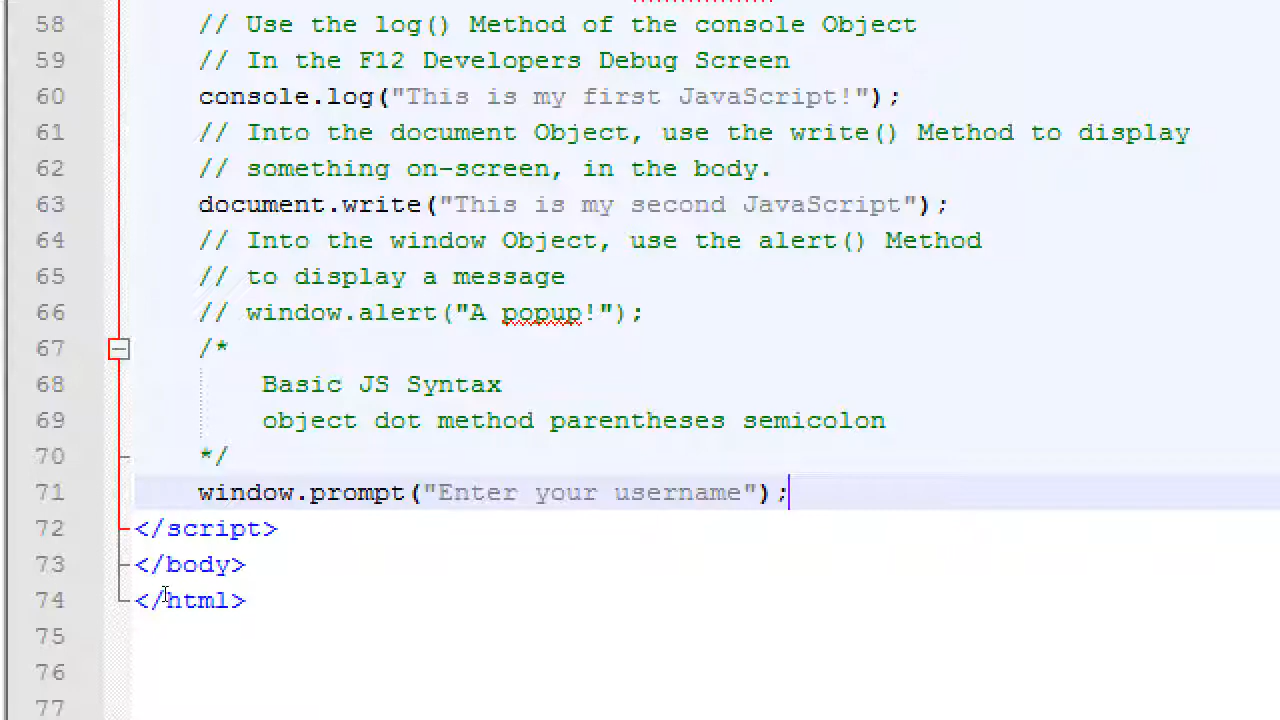 58 // Use the log() Method of the console Object
59 // In the F12 Developers Debug Screen
60 console.log("This is my first JavaScript!");
61 // Into the document Object, use the write() Method to display
62 // something on-screen, in the body.
63 document.write("This is my second JavaScript");
64 // Into the window Object, use the alert() Method
65 // to display a message
66 // window.alert("A popup!");
67 /*
68 Basic JS Syntax
69 object dot method parentheses semicolon
70 */
71 window.prompt("Enter your username");
72 </script>
73 </body>
74 </html>
75
76
77